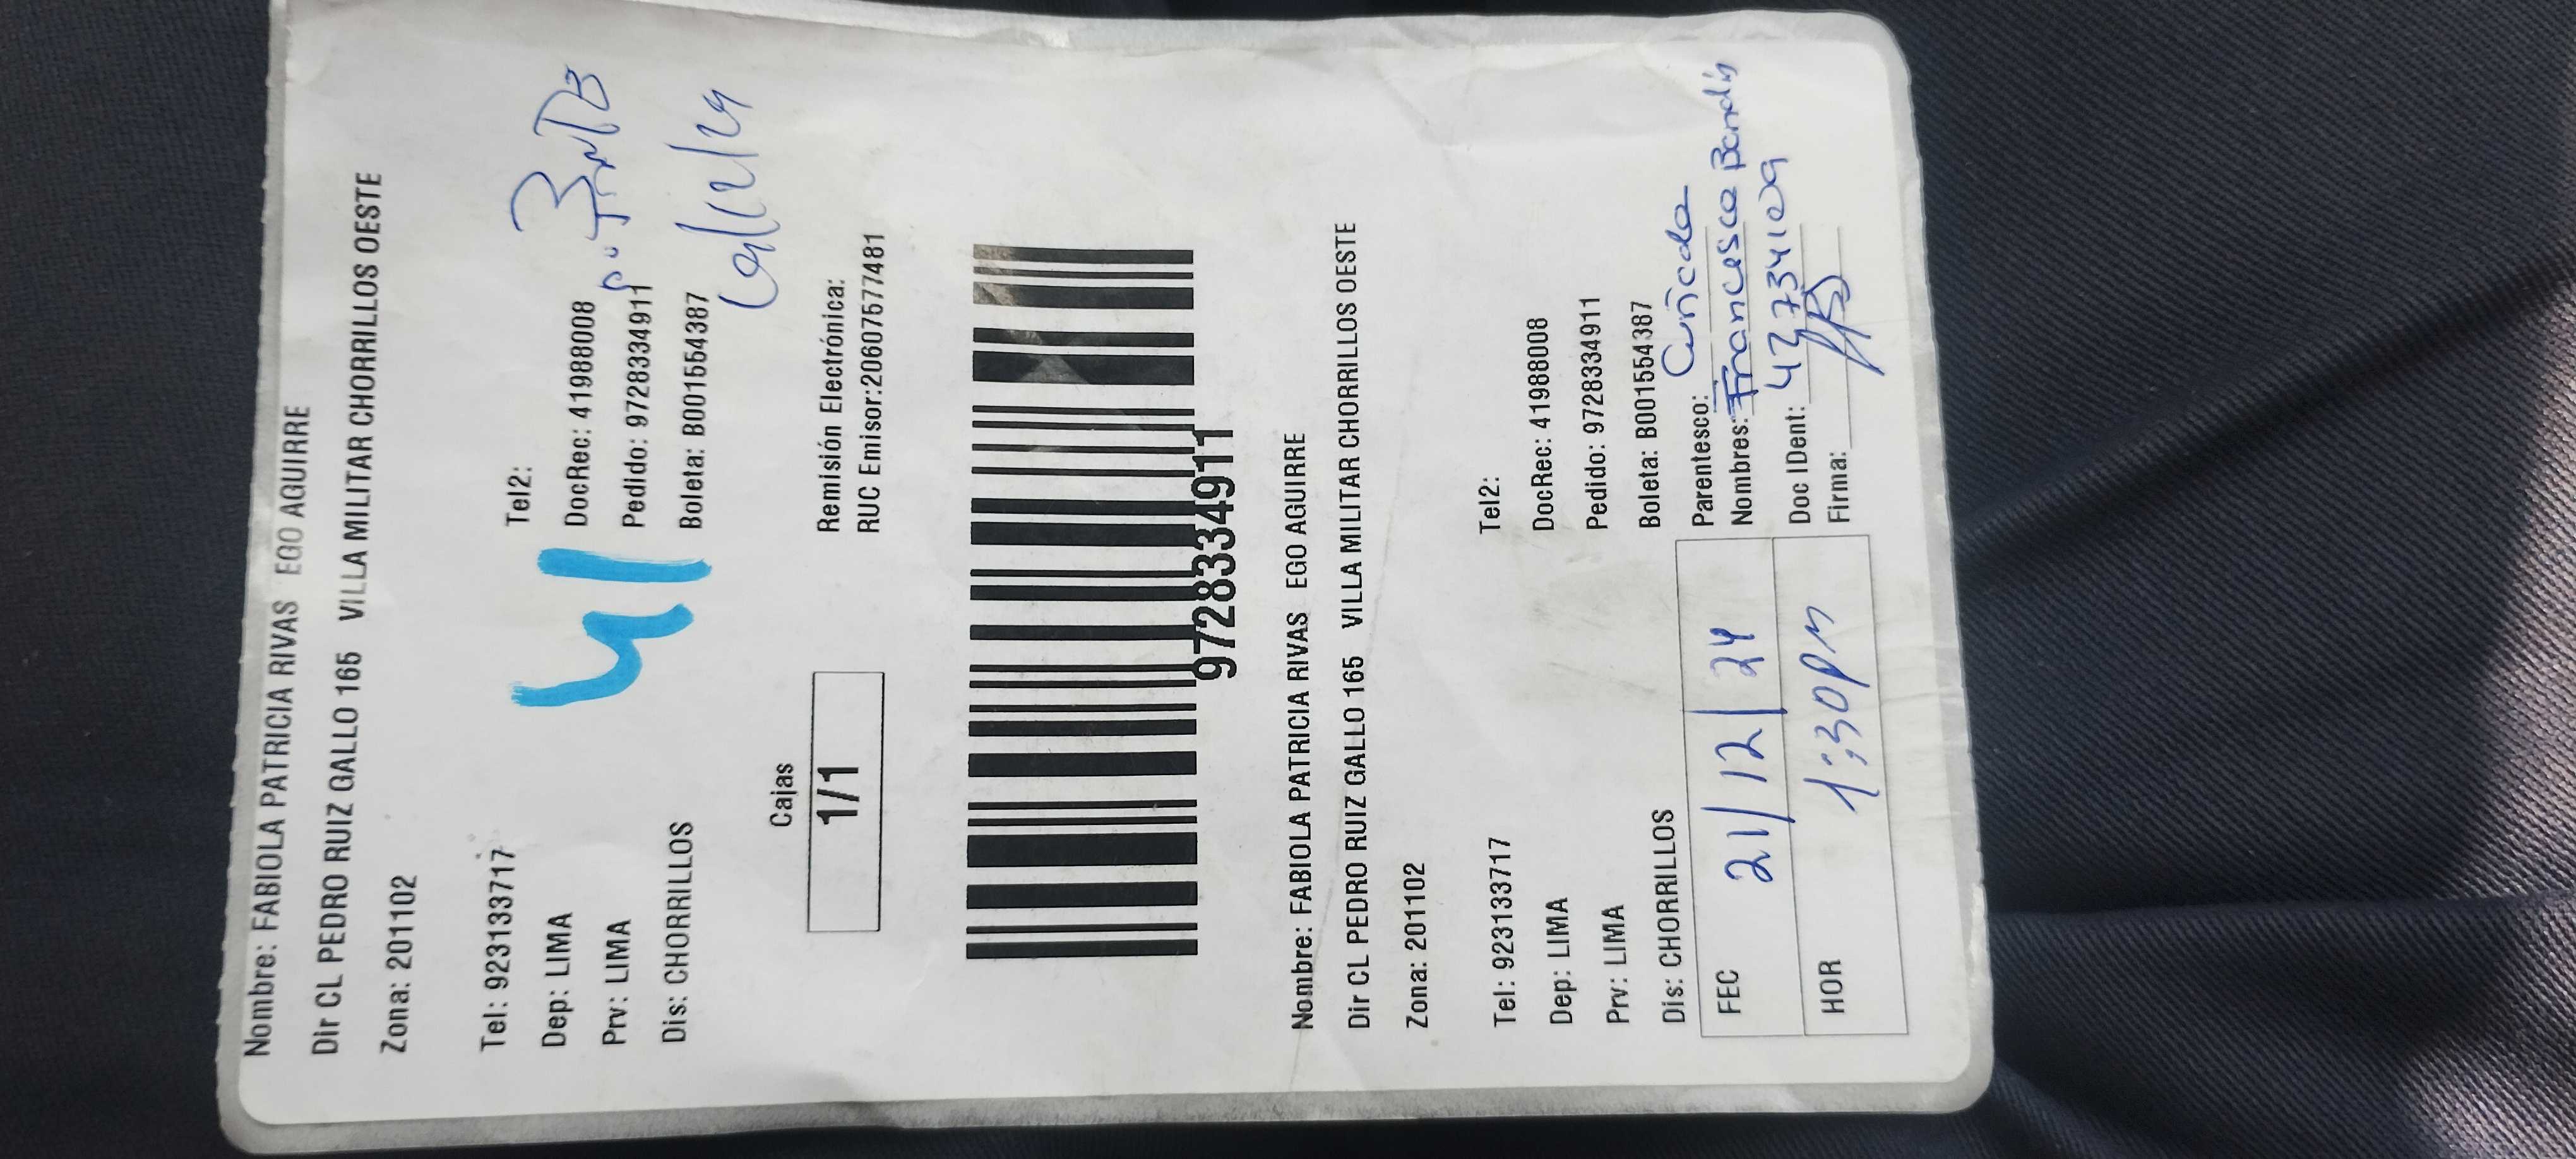 Nombre: FABIOLA PATRICIA RIVAS EGO AGUIRRE
Dir CL PEDRO RUIZ GALLO 165 VILLA MILITAR CHORRILLOS OESTE
Zona: 201102
Tel: 923133717 Tel2:
Dep: LIMA DocRec: 41988008
Prv: LIMA Pedido: 9728334911
Dis: CHORRILLOS Boleta: B001554387
41
Cajas
1/1
Remisión Electrónica:
RUC Emisor:20607577481
9728334911
Nombre: FABIOLA PATRICIA RIVAS EGO AGUIRRE
Dir CL PEDRO RUIZ GALLO 165 VILLA MILITAR CHORRILLOS OESTE
Zona: 201102
Tel: 923133717 Tel2:
Dep: LIMA DocRec: 41988008
Prv: LIMA Pedido: 9728334911
Dis: CHORRILLOS Boleta: B001554387
FEC 21/12/24 Parentesco: Cuñada
Nombres: Francesca
HOR 1:30pm Doc IDent: 42734109
Firma: